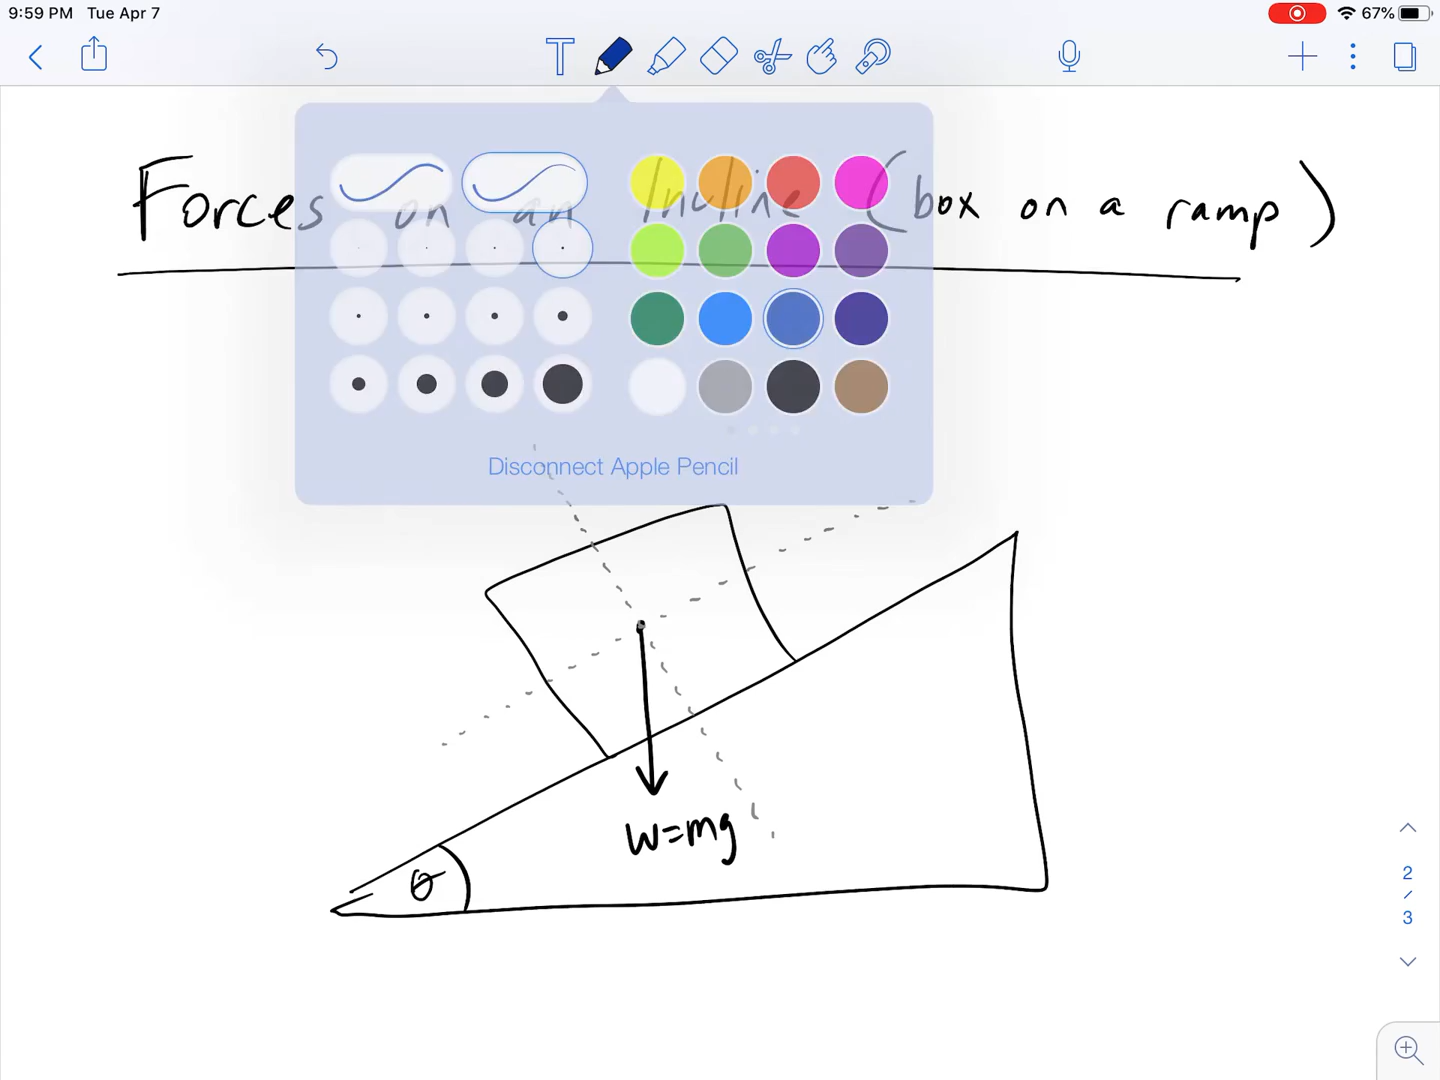 9:59 PM Tue Apr 7 67%
T
Forces on an Incline (box on a ramp)
Disconnect Apple Pencil
W=mg
θ
2
/
3